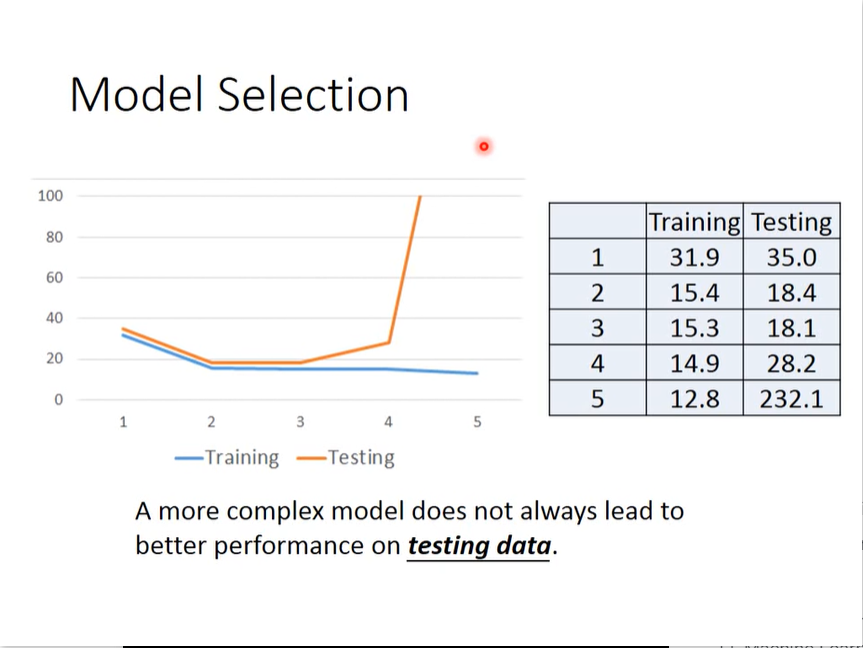 Model Selection
100
80
60
40
20
0
1 2 3 4 5
Training Testing
Training Testing
1 31.9 35.0
2 15.4 18.4
3 15.3 18.1
4 14.9 28.2
5 12.8 232.1
A more complex model does not always lead to
better performance on testing data.